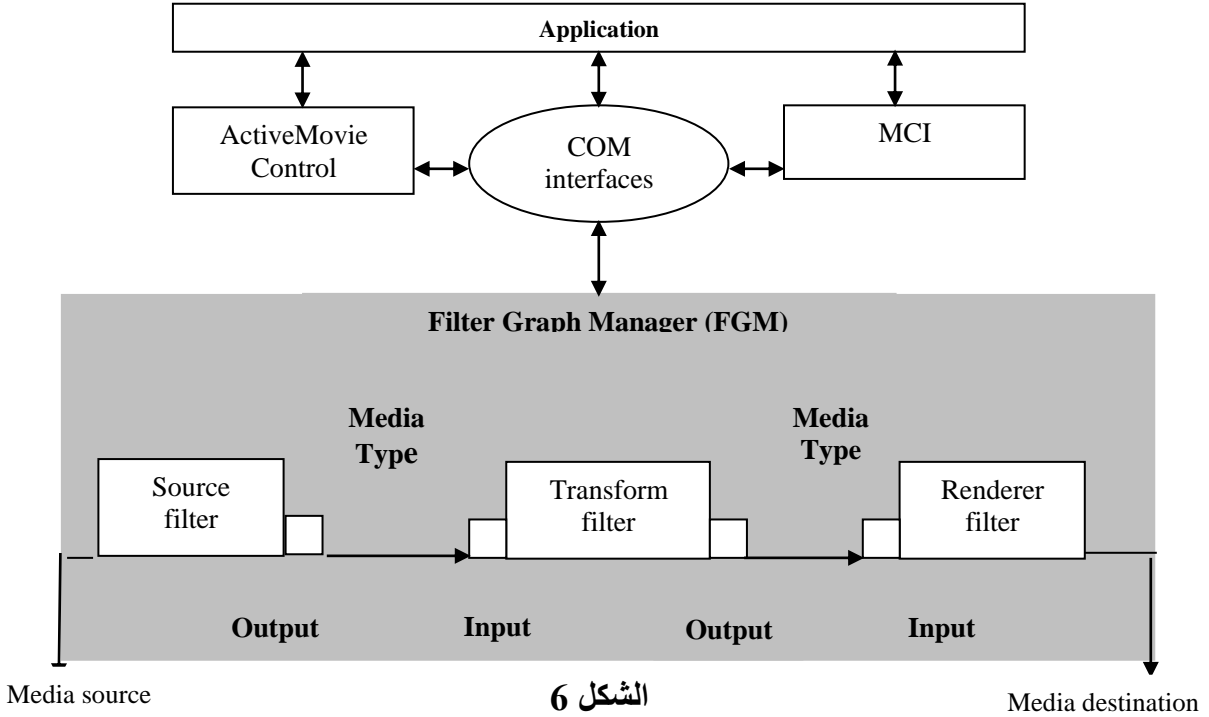 Application
ActiveMovie
Control
COM
interfaces
MCI
Filter Graph Manager (FGM)
Media
Type
Media
Type
Source
filter
Transform
filter
Renderer
filter
Output
Input
Output
Input
Media source
الشكل 6
Media destination